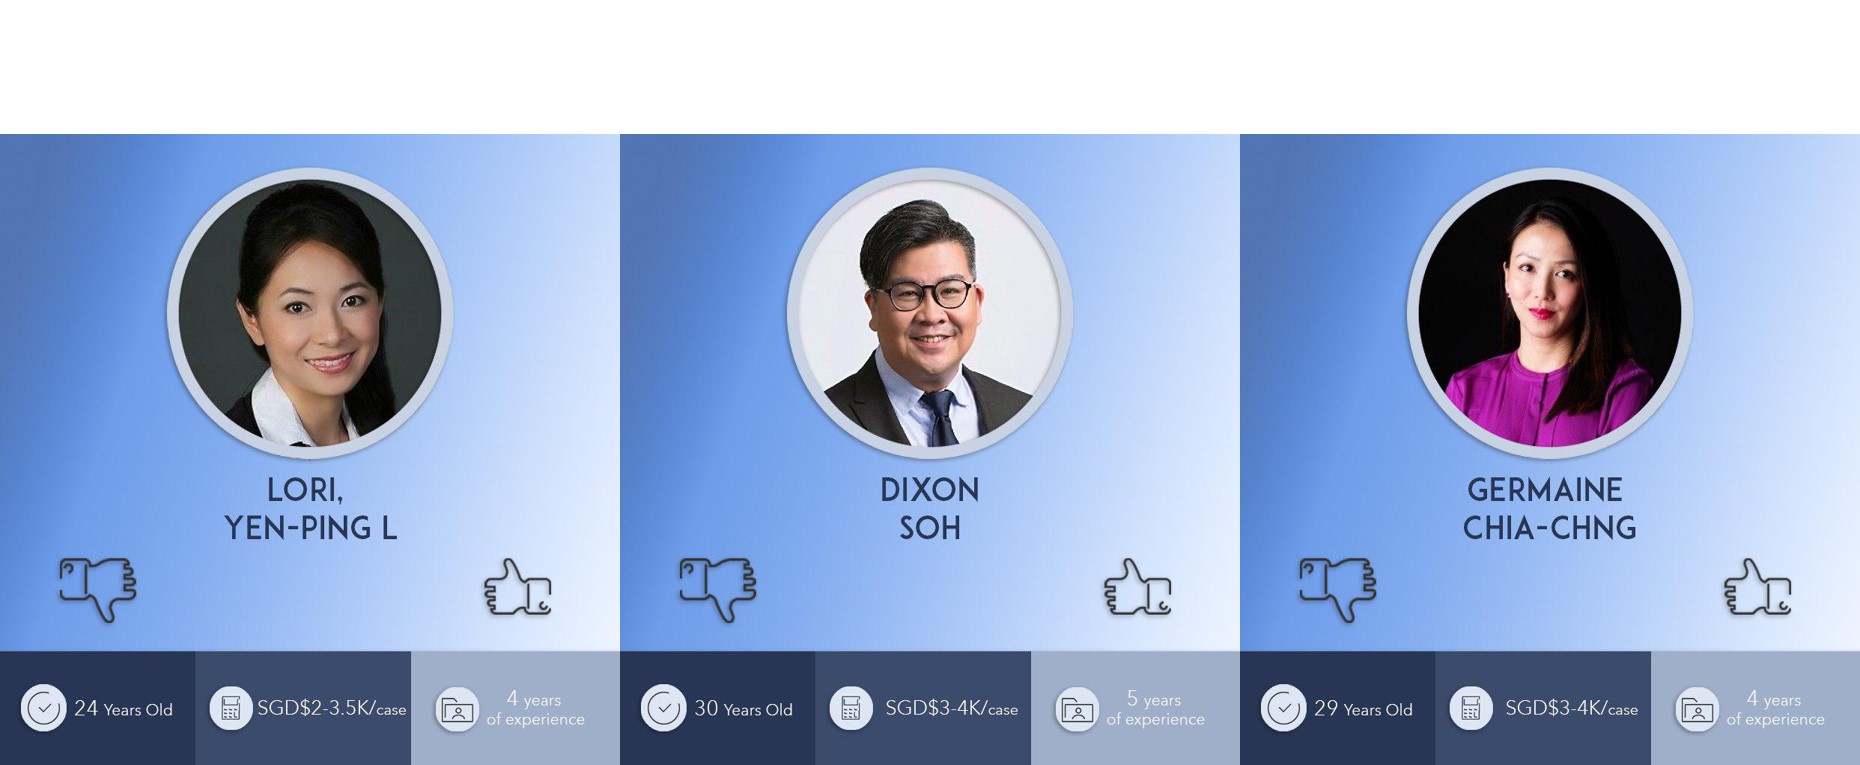 LORI,
YEN-PING L
24 Years Old
SGD$2-3.5K/case
4 years
of experience
DIXON
SOH
30 Years Old
SGD$3-4K/case
5 years
of experience
GERMAINE
CHIA-CHNG
29 Years Old
SGD$3-4K/case
4 years
of experience